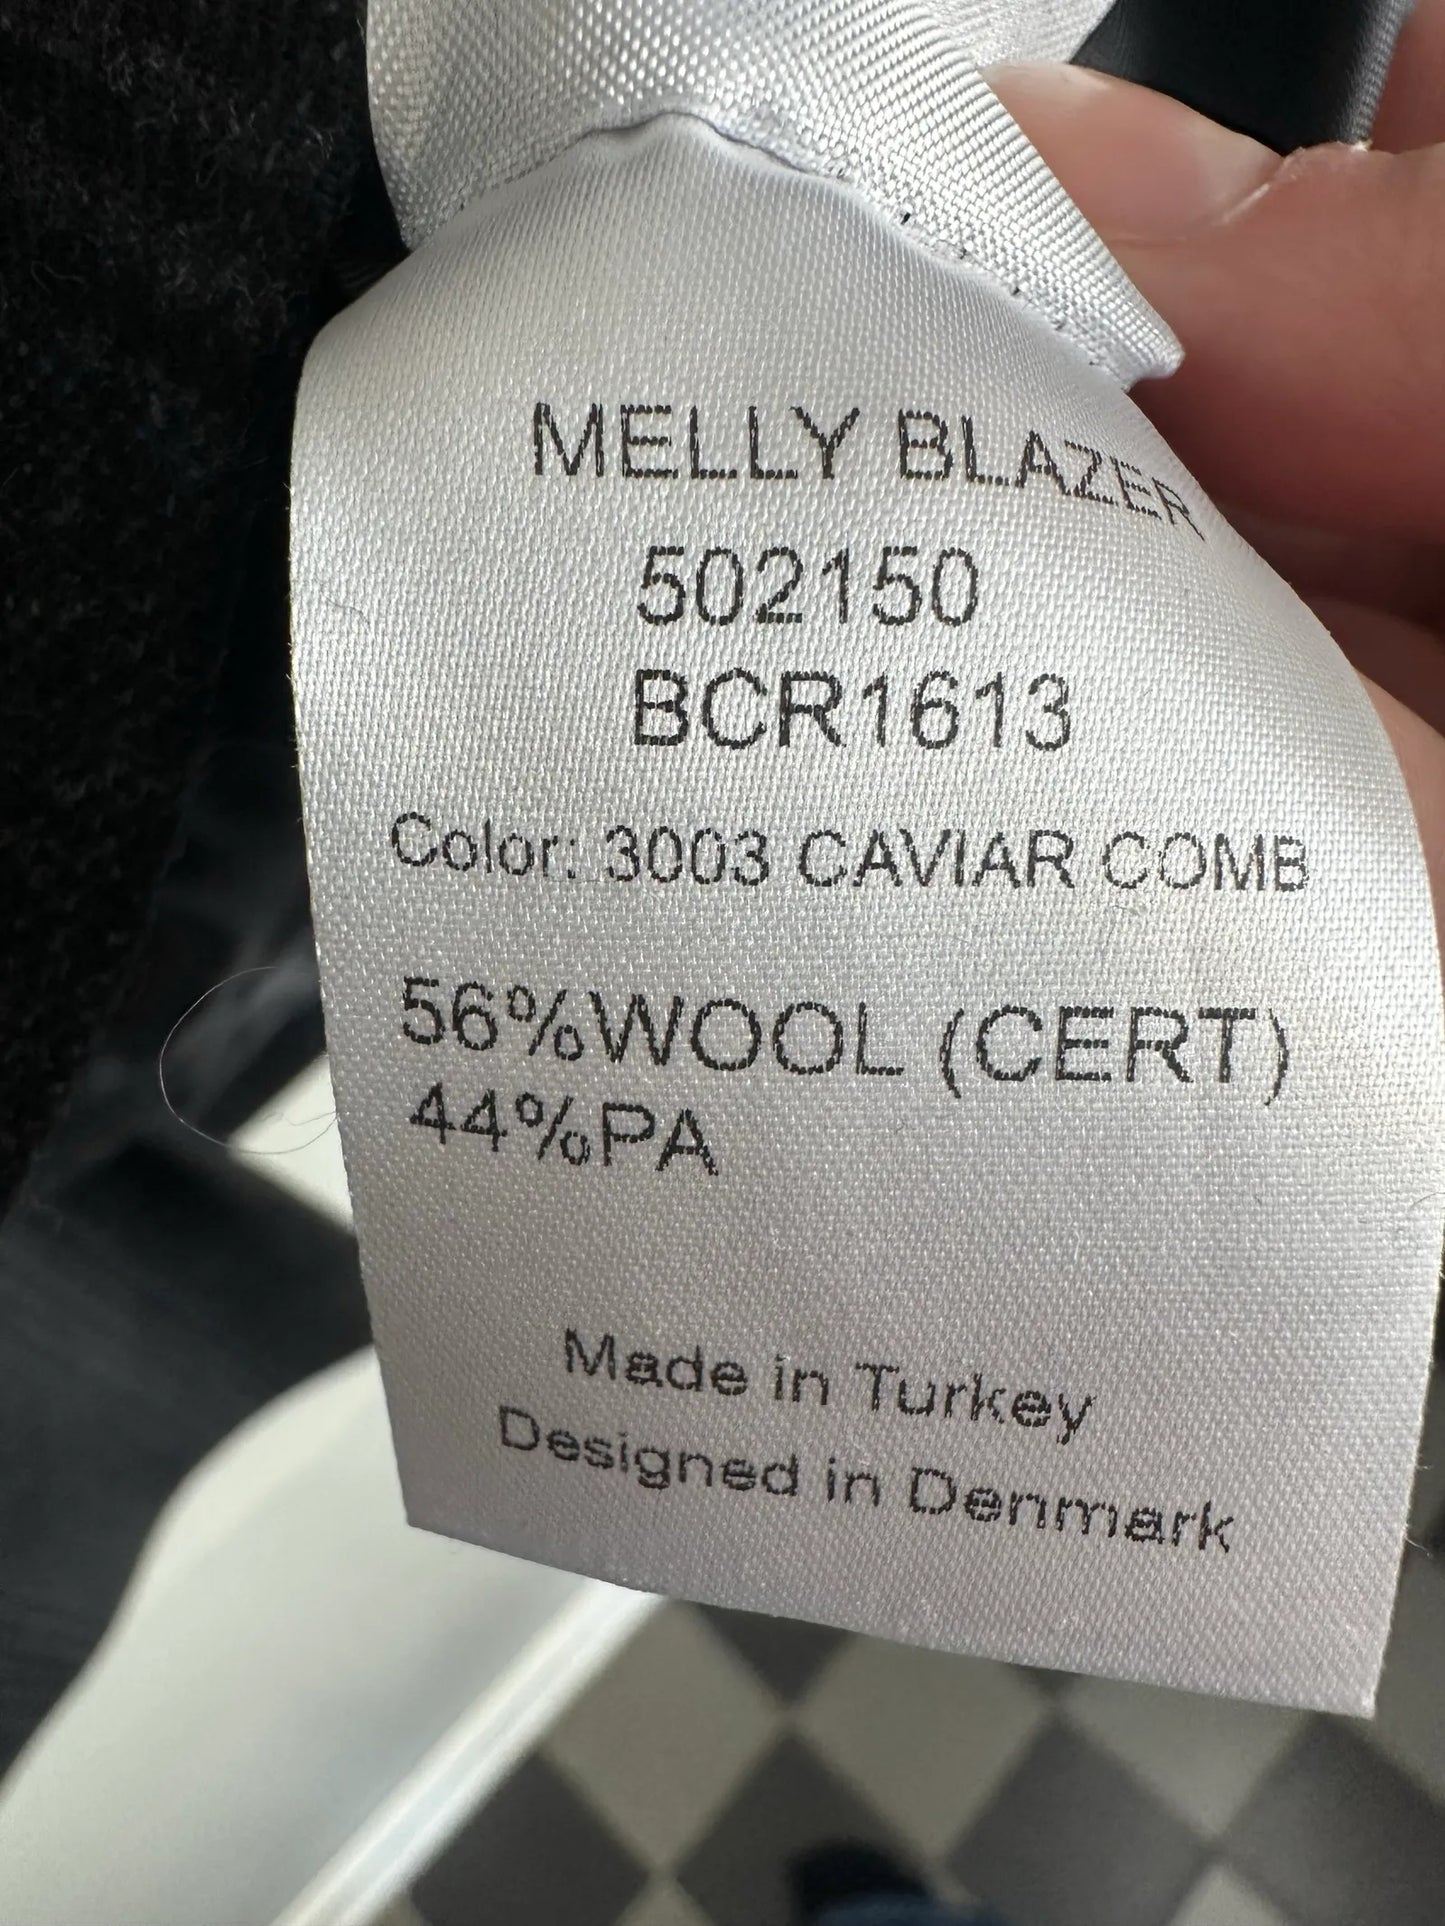 MELLY BLAZER
502150
BCR1613
Color: 3003 CAVIAR COMB
56%WOOL (CERT)
44%PA
Made in Turkey
Designed in Denmark